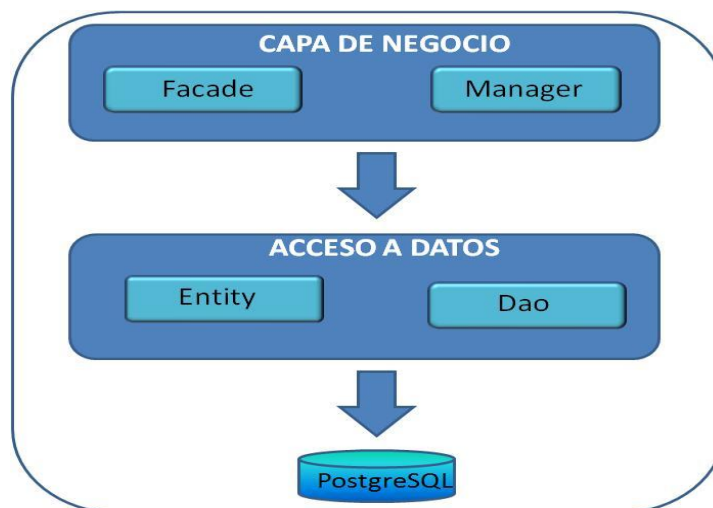 CAPA DE NEGOCIO
Facade
Manager
ACCESO A DATOS
Entity
Dao
PostgreSQL